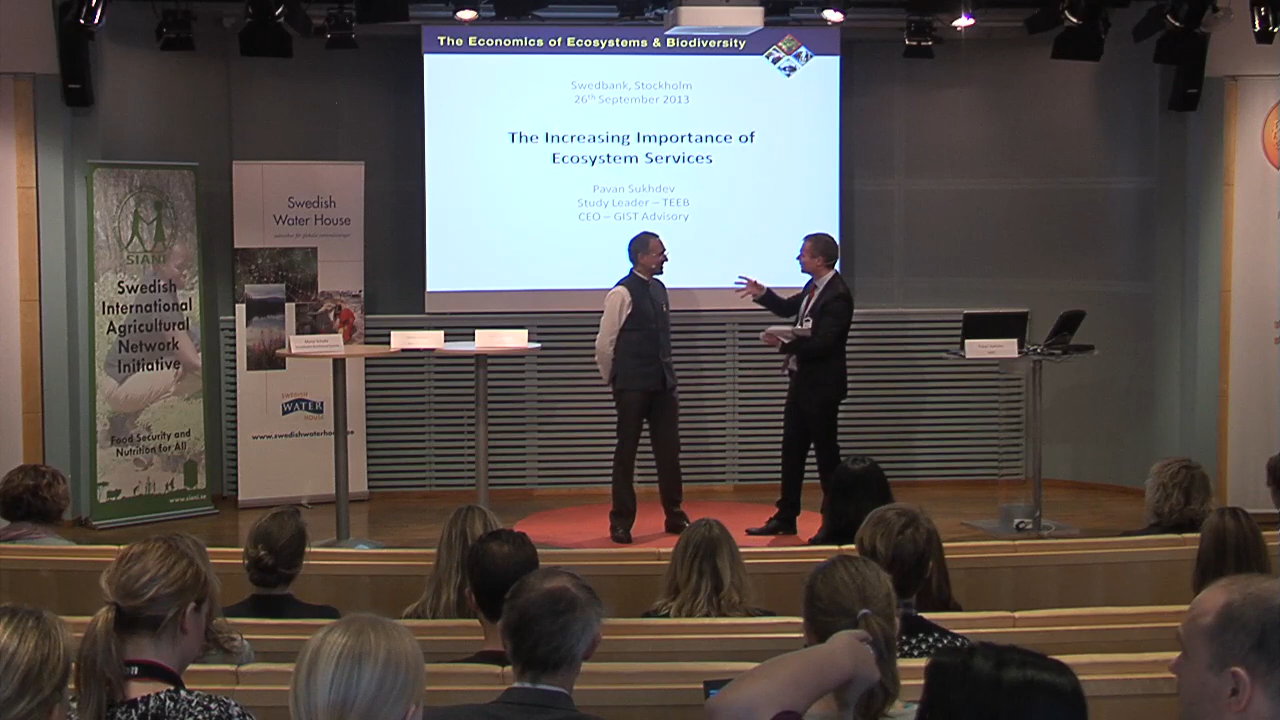 The Economics of Ecosystems & Biodiversity
Swedbank, Stockholm
26th September 2013
The Increasing Importance of
Ecosystem Services
Pavan Sukhdev
Study Leader – TEEB
CEO – GIST Advisory
SIANI
Swedish
International
Agricultural
Network
Initiative
Food Security and
Nutrition for All
www.siani.se
Swedish
Water House
SWEDISH
WATER
HOUSE
www.swedishwaterhouse.se